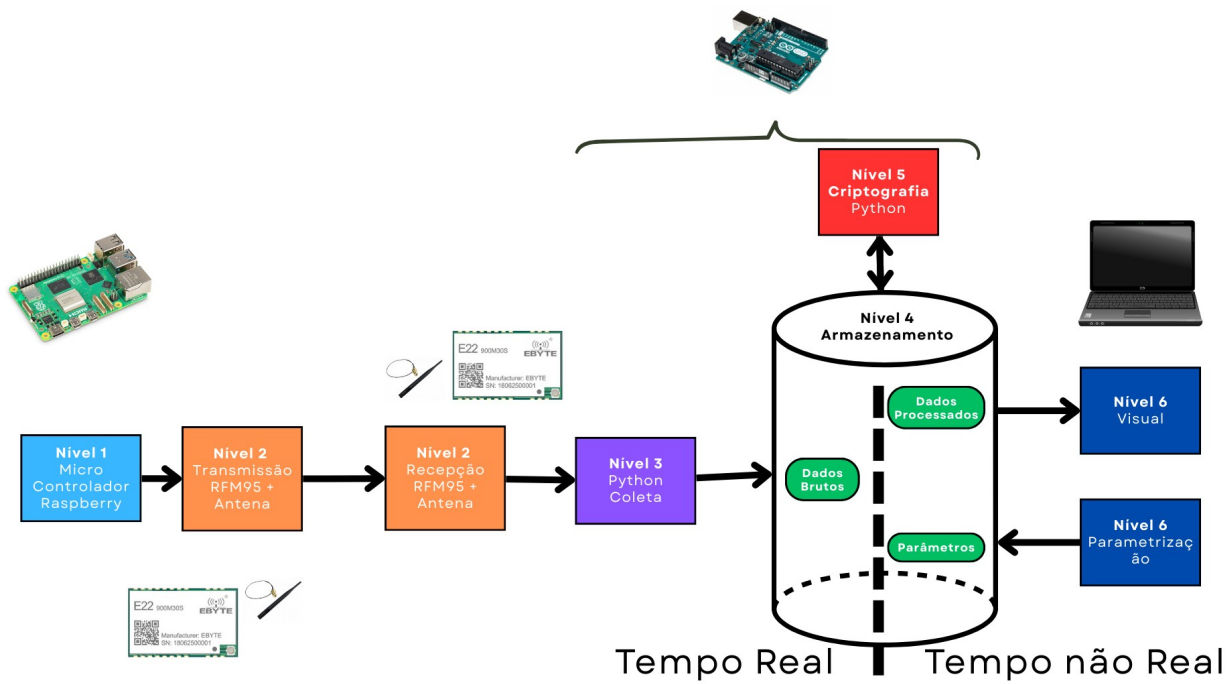 Nível 5
Criptografia
Python
Nível 4
Armazenamento
E22 900M30S
EBYTE
Manufacturer: EBYTE
SN: 18062500001
Dados
Processados
Nível 6
Visual
Nível 1
Micro
Controlador
Raspberry
Nível 2
Transmissão
RFM95 +
Antena
Nível 2
Recepção
RFM95 +
Antena
Nível 3
Python
Coleta
Dados
Brutos
Parâmetros
Nível 6
Parametrizaç
ão
E22 900M30S
EBYTE
Manufacturer: EBYTE
SN: 18062500001
Tempo Real
Tempo não Real